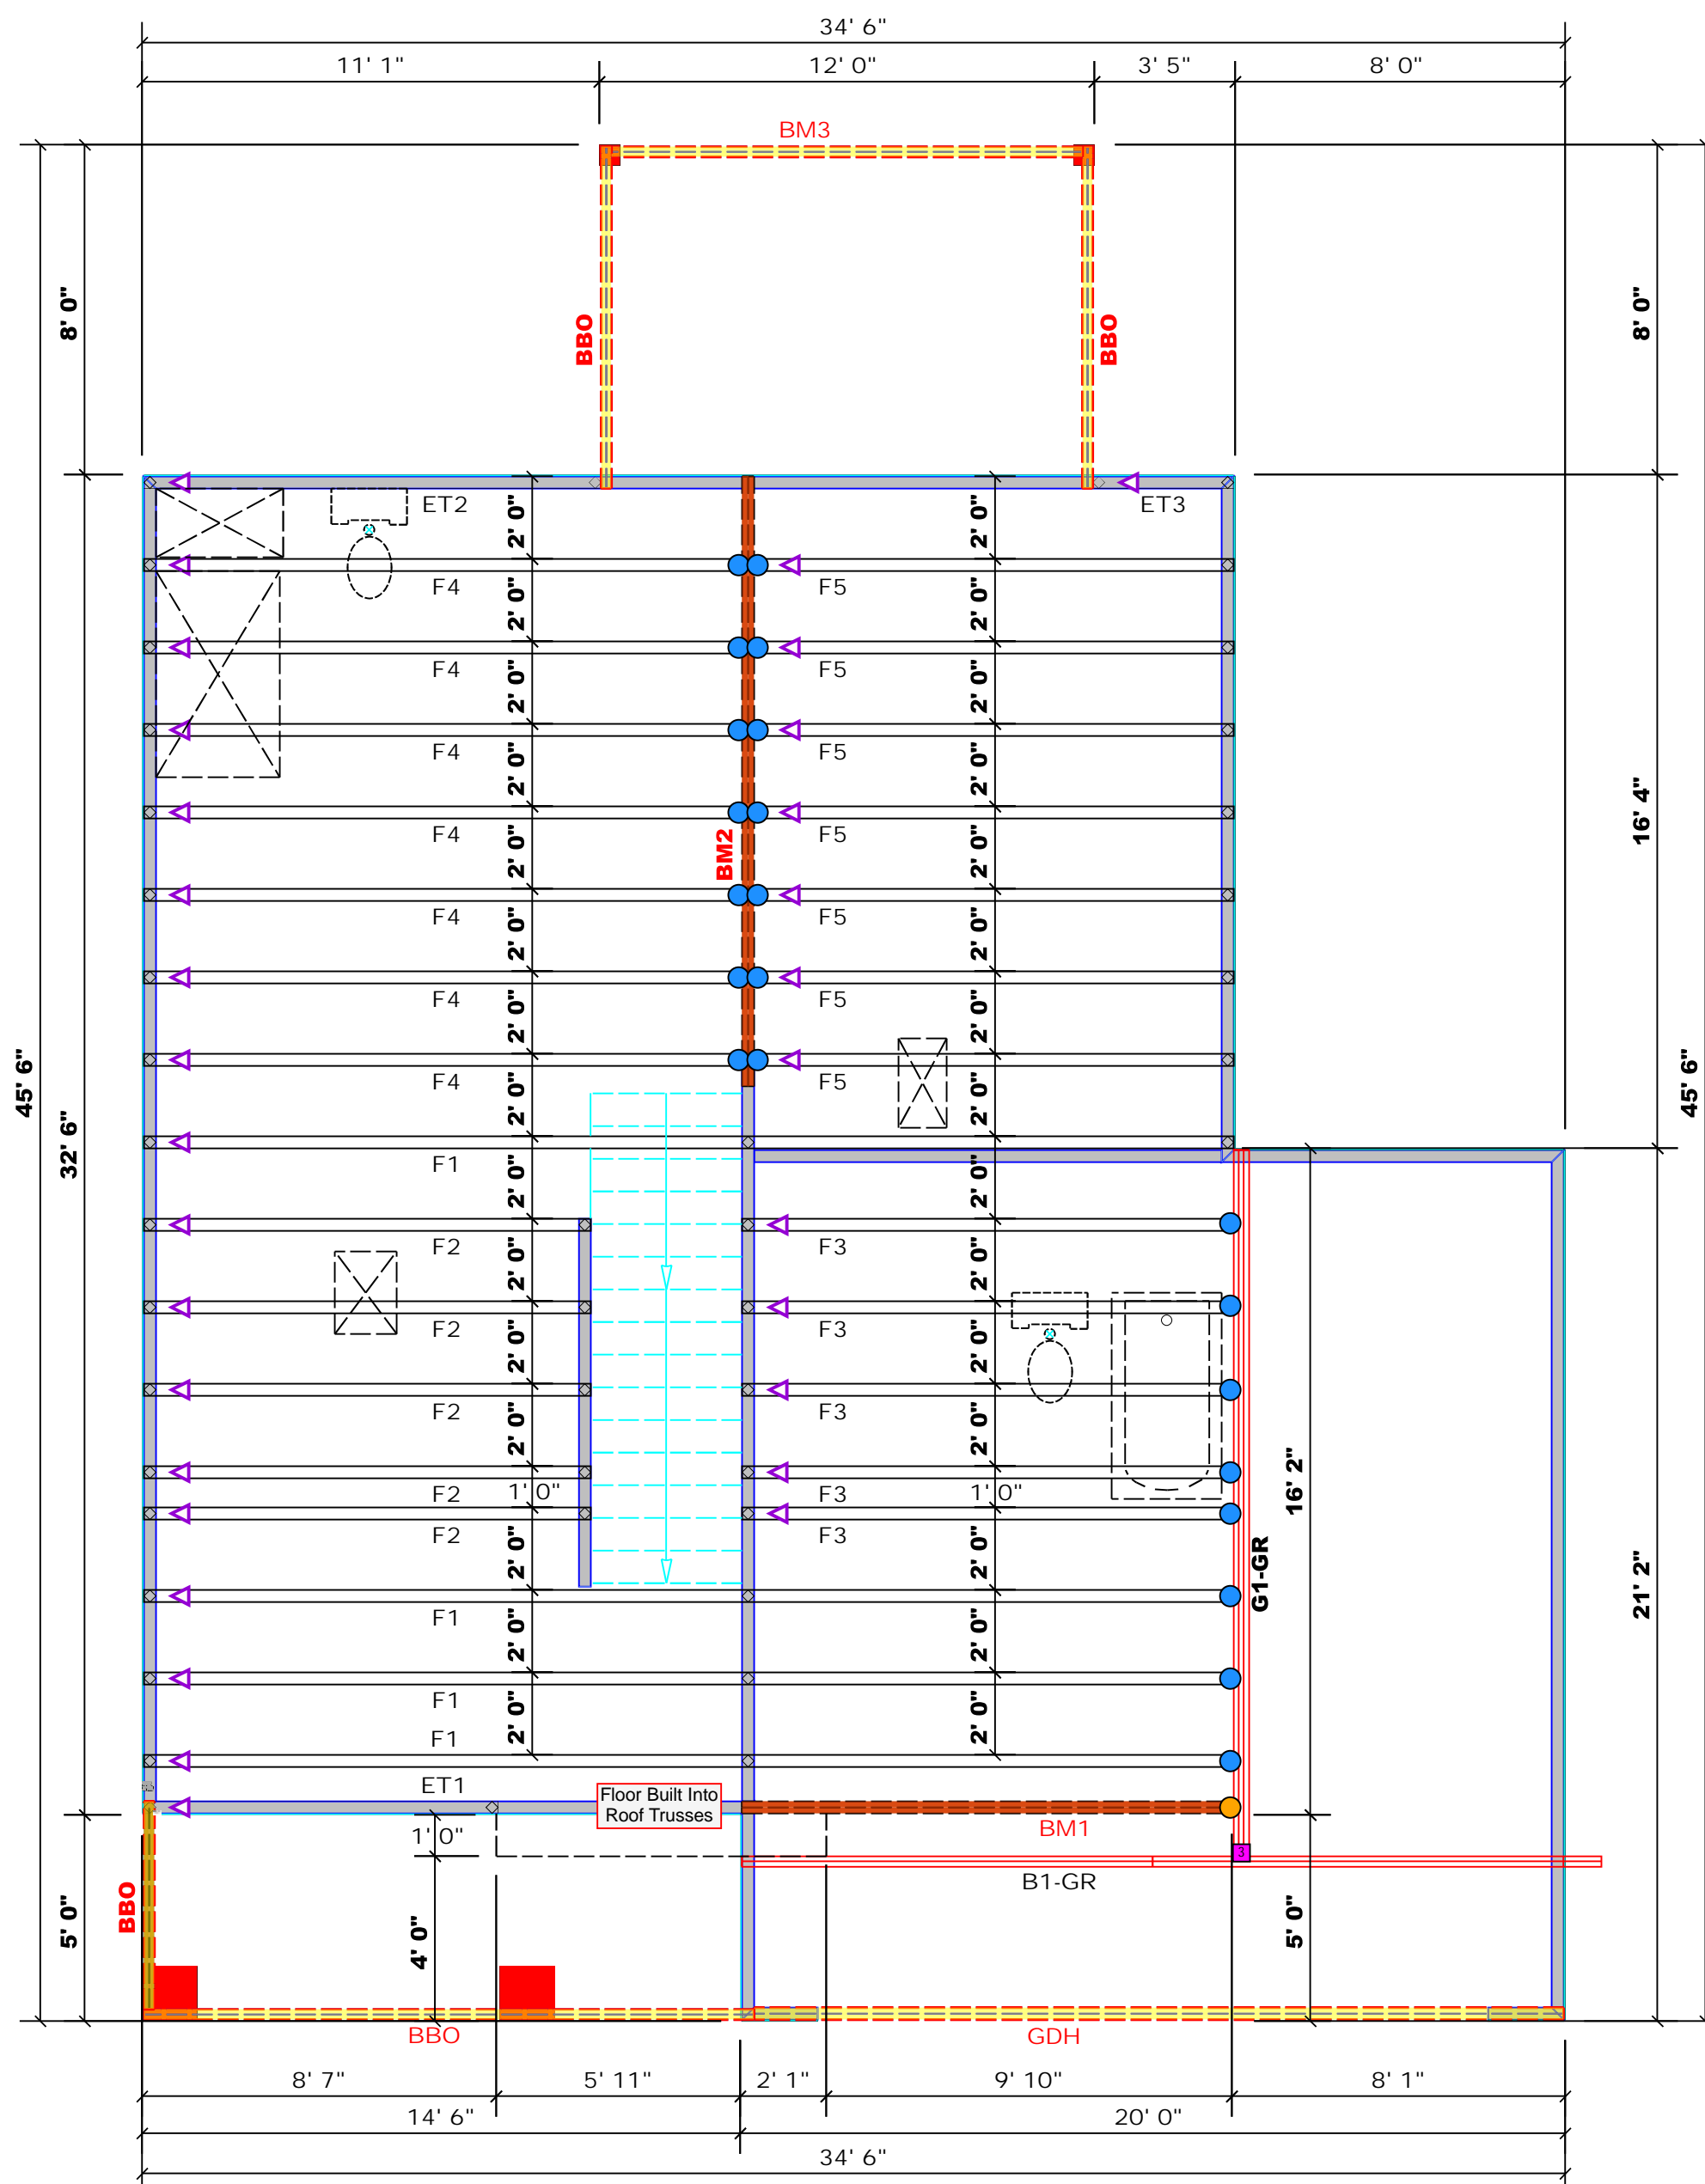 34' 6"
11' 1" 12' 0" 3' 5" 8' 0"
BM3
8' 0" BBO BBO 8' 0"
ET2 2' 0" 2' 0" ET3
F4 F5
2' 0" 2' 0"
F4 F5
2' 0" 2' 0"
F4 F5
2' 0" 2' 0" 16' 4"
F4 BM2 F5
2' 0" 2' 0"
F4 F5
2' 0" 2' 0"
F4 F5
2' 0" 2' 0"
F4 F5
45' 6" 32' 6" 2' 0" 2' 0" 45' 6"
F1
2' 0" 2' 0"
F2 F3
2' 0" 2' 0"
F2 F3
2' 0" 2' 0"
F2 F3
2' 0" 2' 0" 16' 2"
F2 1' 0" F3 1' 0"
F2 F3
2' 0" 2' 0" G1-GR 21' 2"
F1
2' 0" 2' 0"
F1
2' 0" 2' 0"
F1
ET1
Floor Built Into
Roof Trusses
BM1
1' 0"
3
B1-GR
5' 0" BBO 4' 0" 5' 0"
BBO GDH
8' 7" 5' 11" 2' 1" 9' 10" 8' 1"
14' 6" 20' 0"
34' 6"